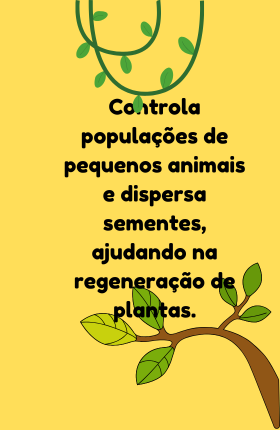 Controla
populações de
pequenos animais
e dispersa
sementes,
ajudando na
regeneração de
plantas.